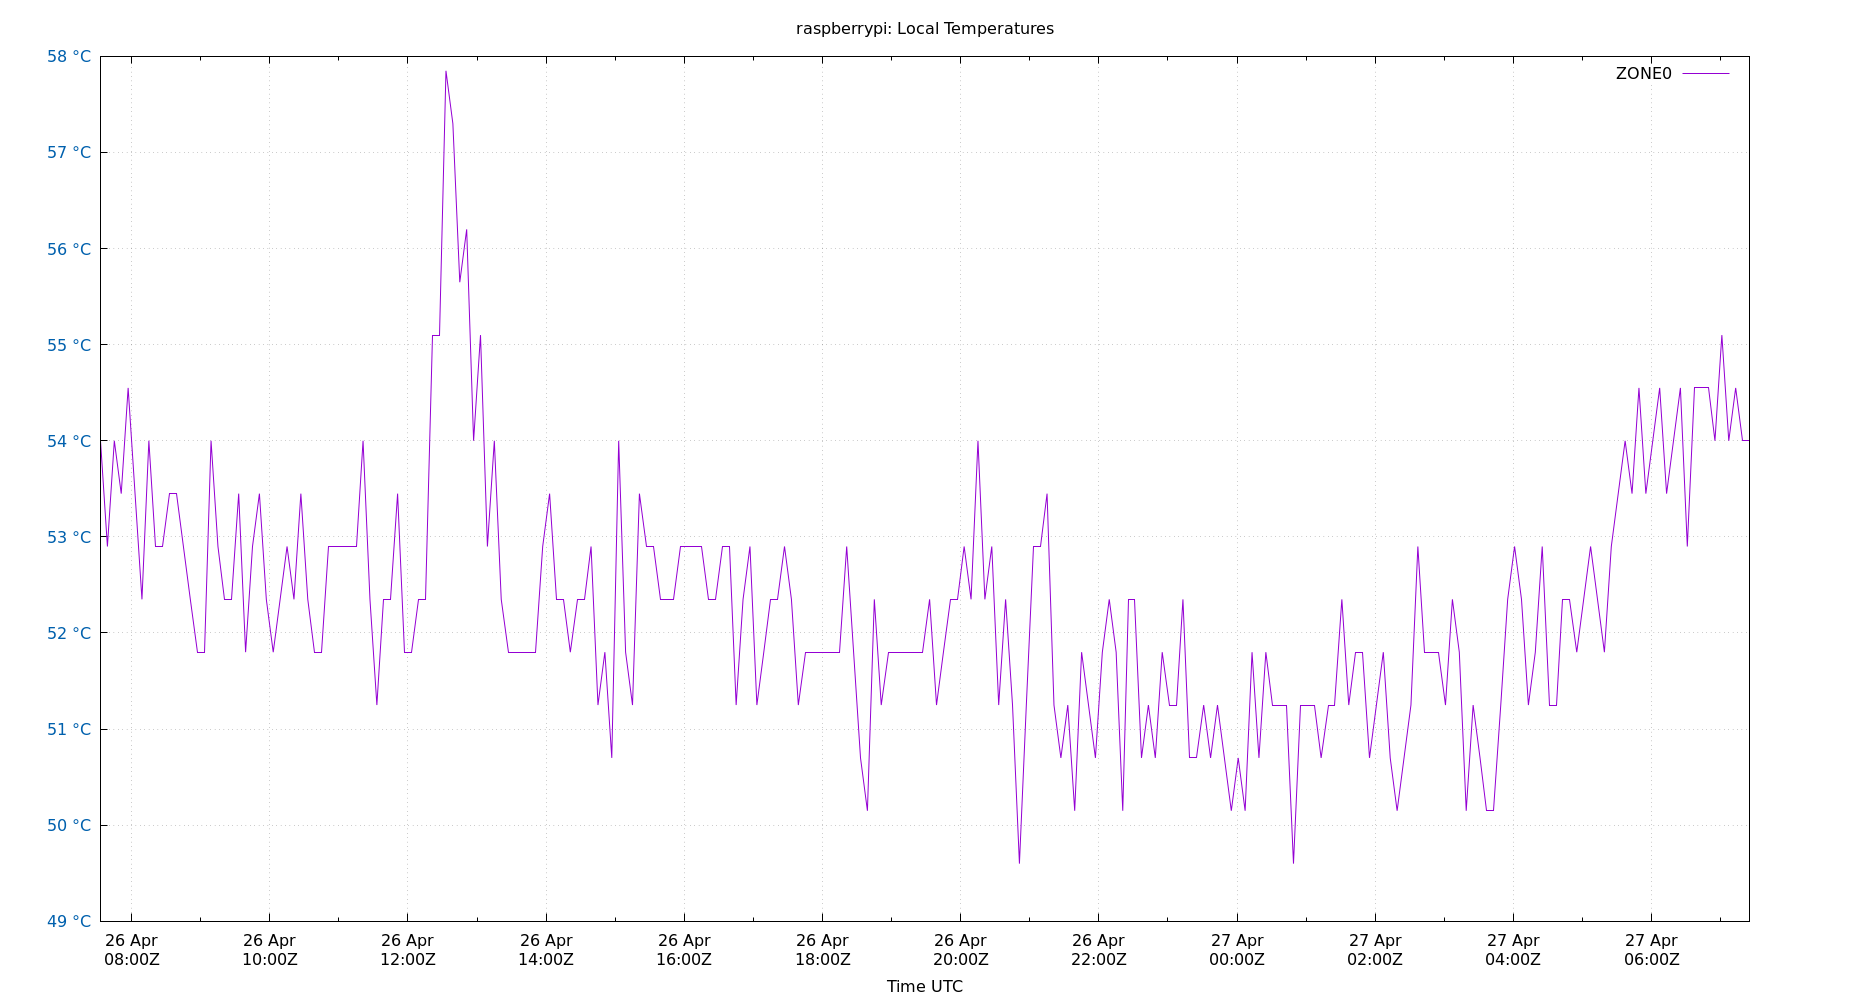 raspberrypi: Local Temperatures
58 °C
57 °C
56 °C
55 °C
54 °C
53 °C
52 °C
51 °C
50 °C
49 °C
ZONE0
26 Apr 26 Apr 26 Apr 26 Apr 26 Apr 26 Apr 26 Apr 26 Apr 27 Apr 27 Apr 27 Apr 27 Apr
08:00Z 10:00Z 12:00Z 14:00Z 16:00Z 18:00Z 20:00Z 22:00Z 00:00Z 02:00Z 04:00Z 06:00Z
Time UTC